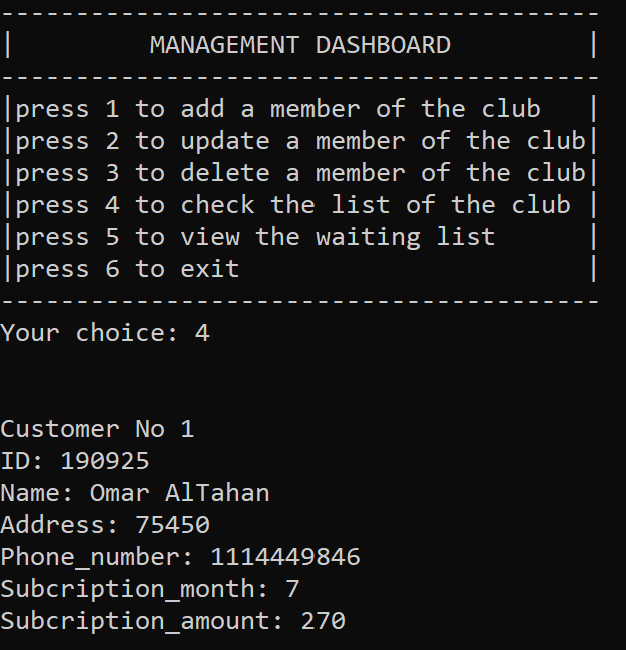 ----------------------------------------
|         MANAGEMENT DASHBOARD         |
----------------------------------------
|press 1 to add a member of the club   |
|press 2 to update a member of the club|
|press 3 to delete a member of the club|
|press 4 to check the list of the club |
|press 5 to view the waiting list      |
|press 6 to exit                       |
----------------------------------------
Your choice: 4
Customer No 1
ID: 190925
Name: Omar AlTahan
Address: 75450
Phone_number: 1114449846
Subcription_month: 7
Subcription_amount: 270